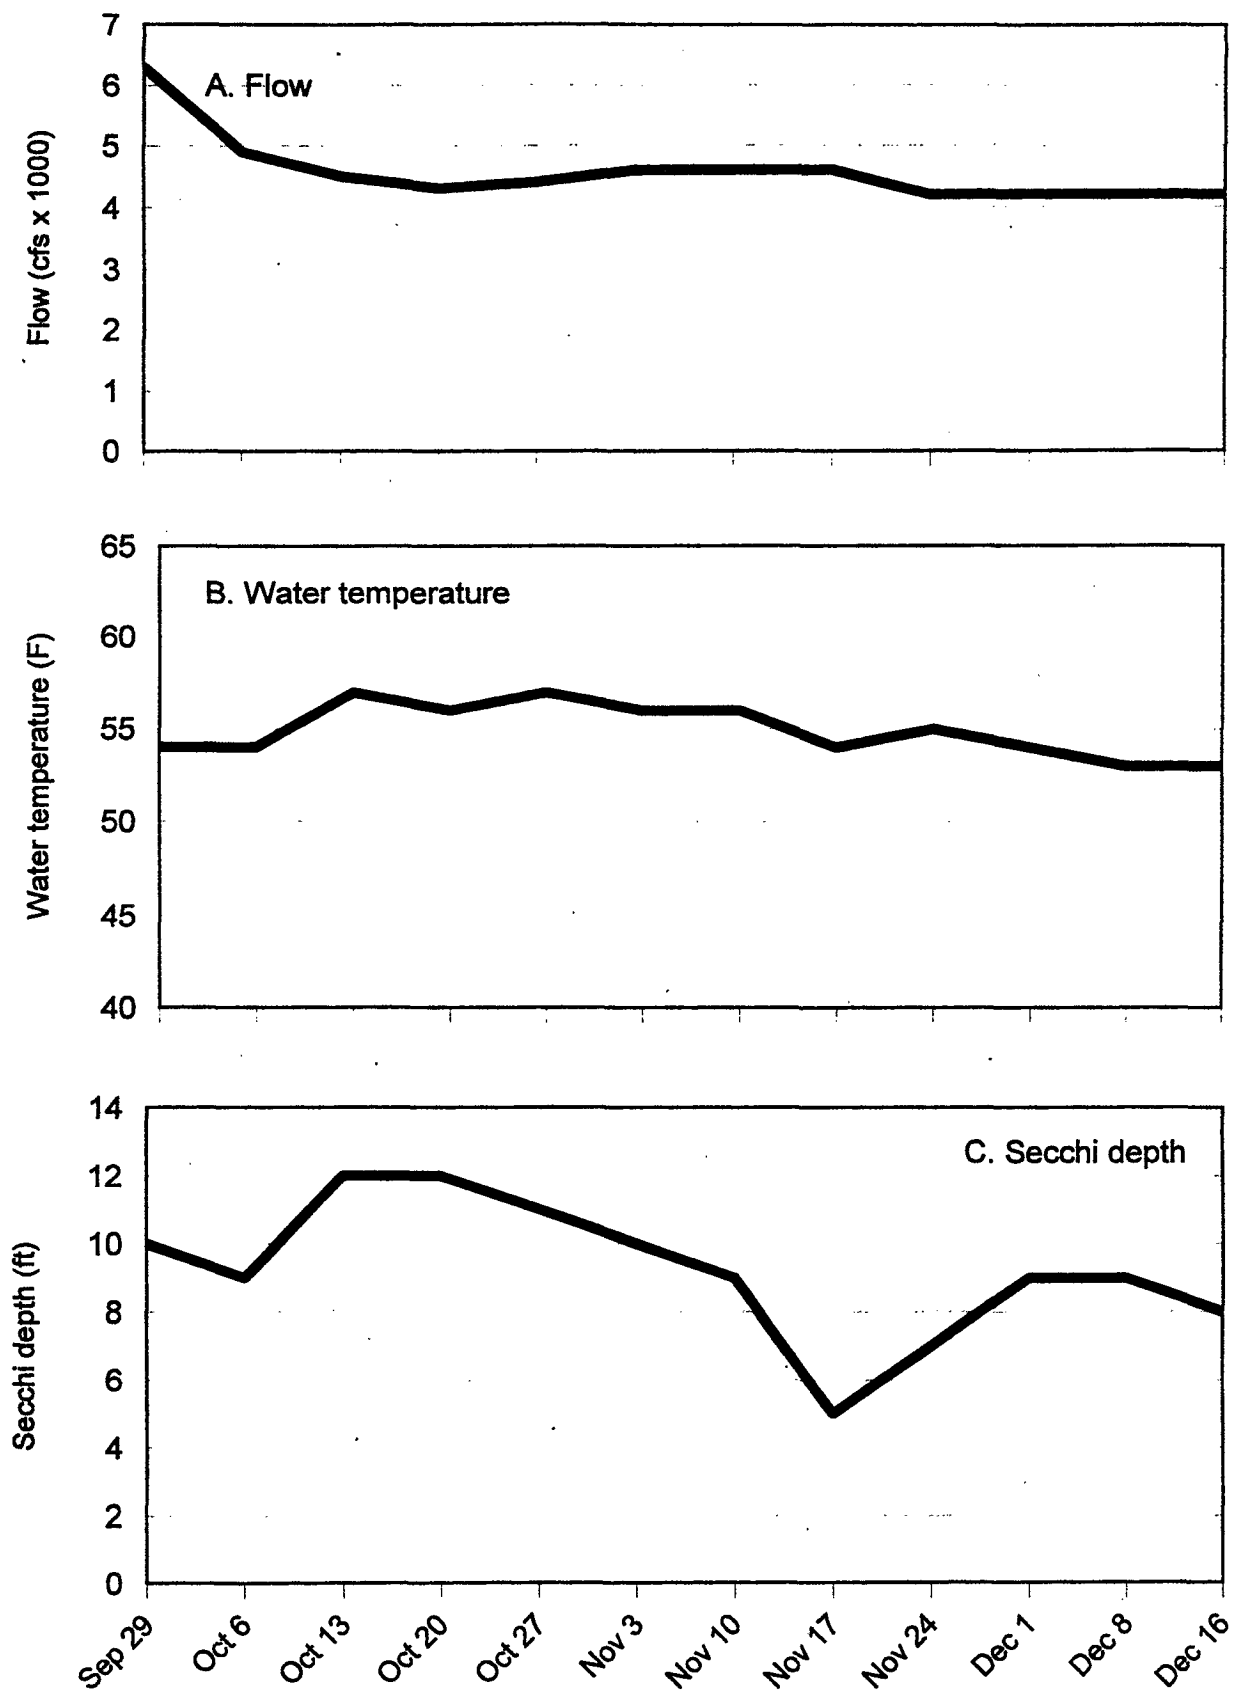 7
A. Flow
6
5
4
3
2
1
0
Flow (cfs x 1000)
65
B. Water temperature
60
55
50
45
40
Water temperature (F)
14
C. Secchi depth
12
10
8
6
4
2
0
Secchi depth (ft)
Sep 29
Oct 6
Oct 13
Oct 20
Oct 27
Nov 3
Nov 10
Nov 17
Nov 24
Dec 1
Dec 8
Dec 16